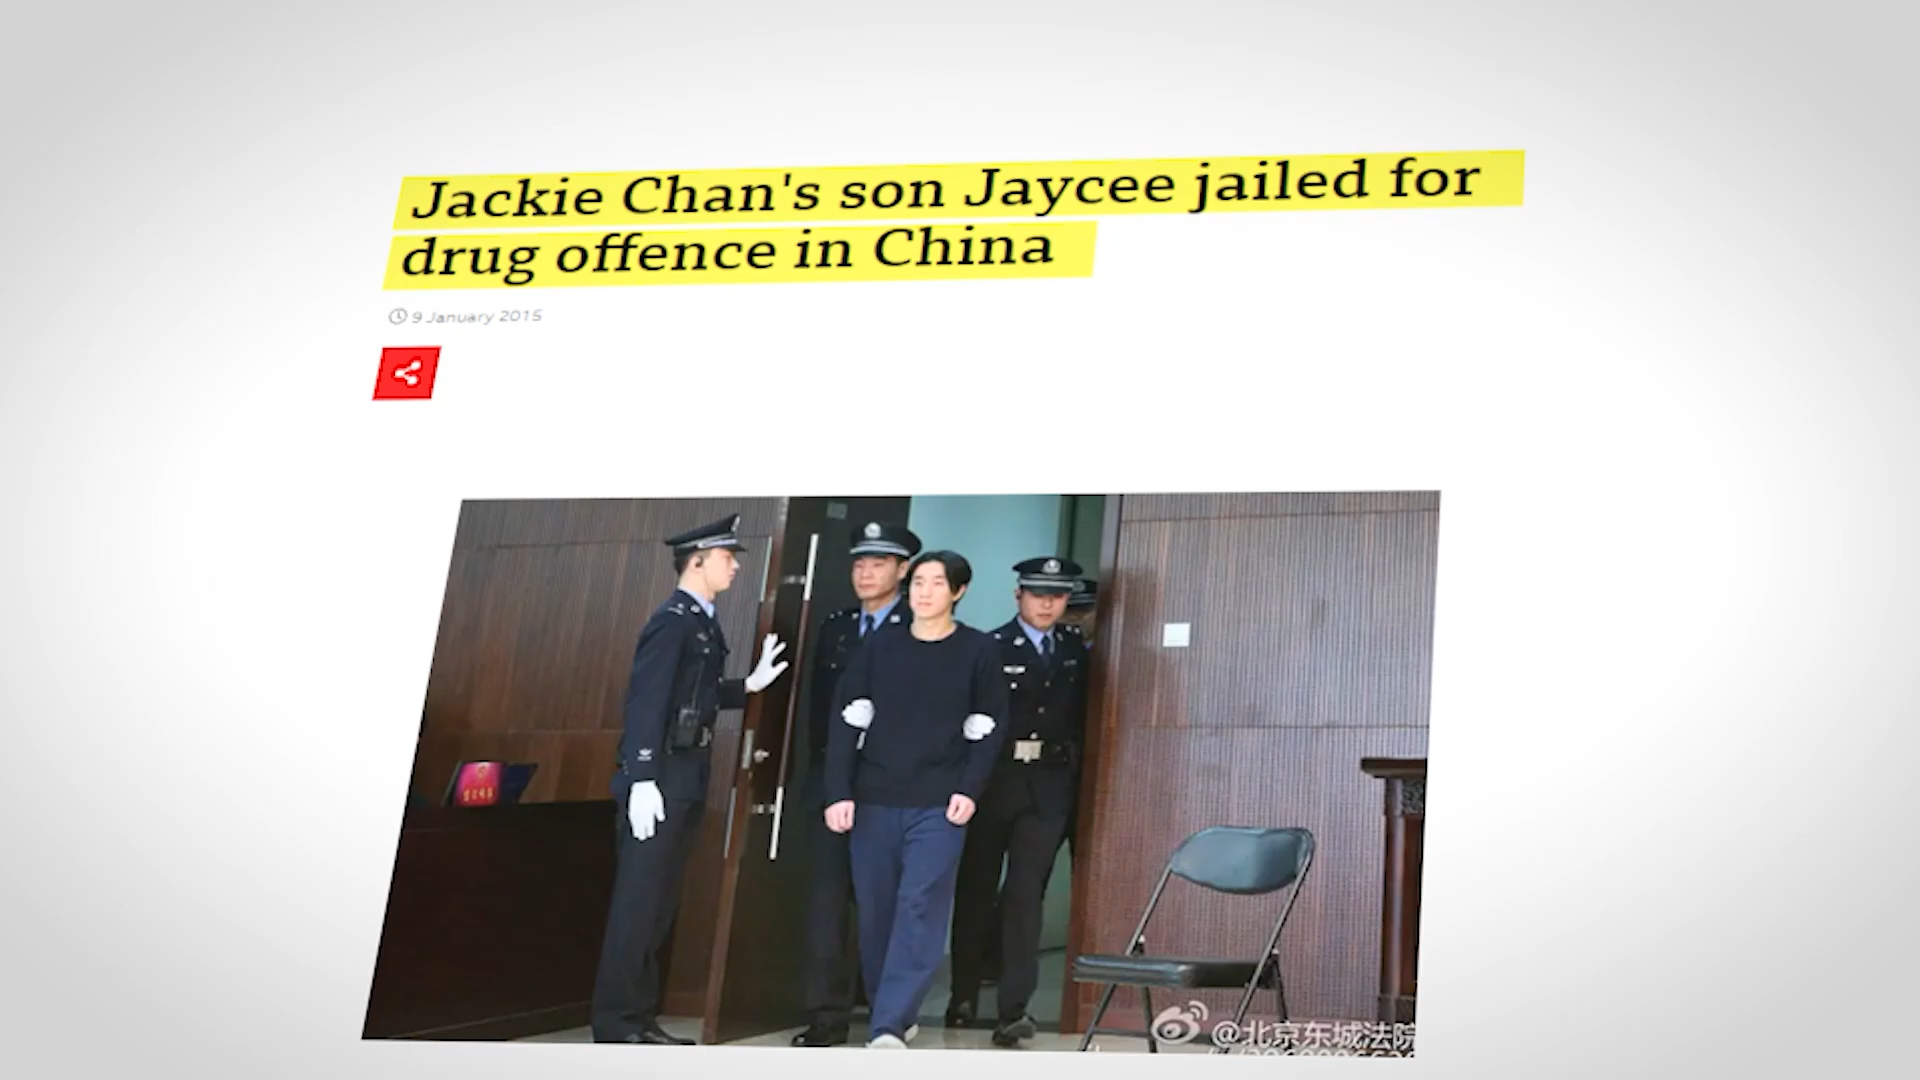 Jackie Chan's son Jaycee jailed for
drug offence in China
9 January 2015
@北京东城法院